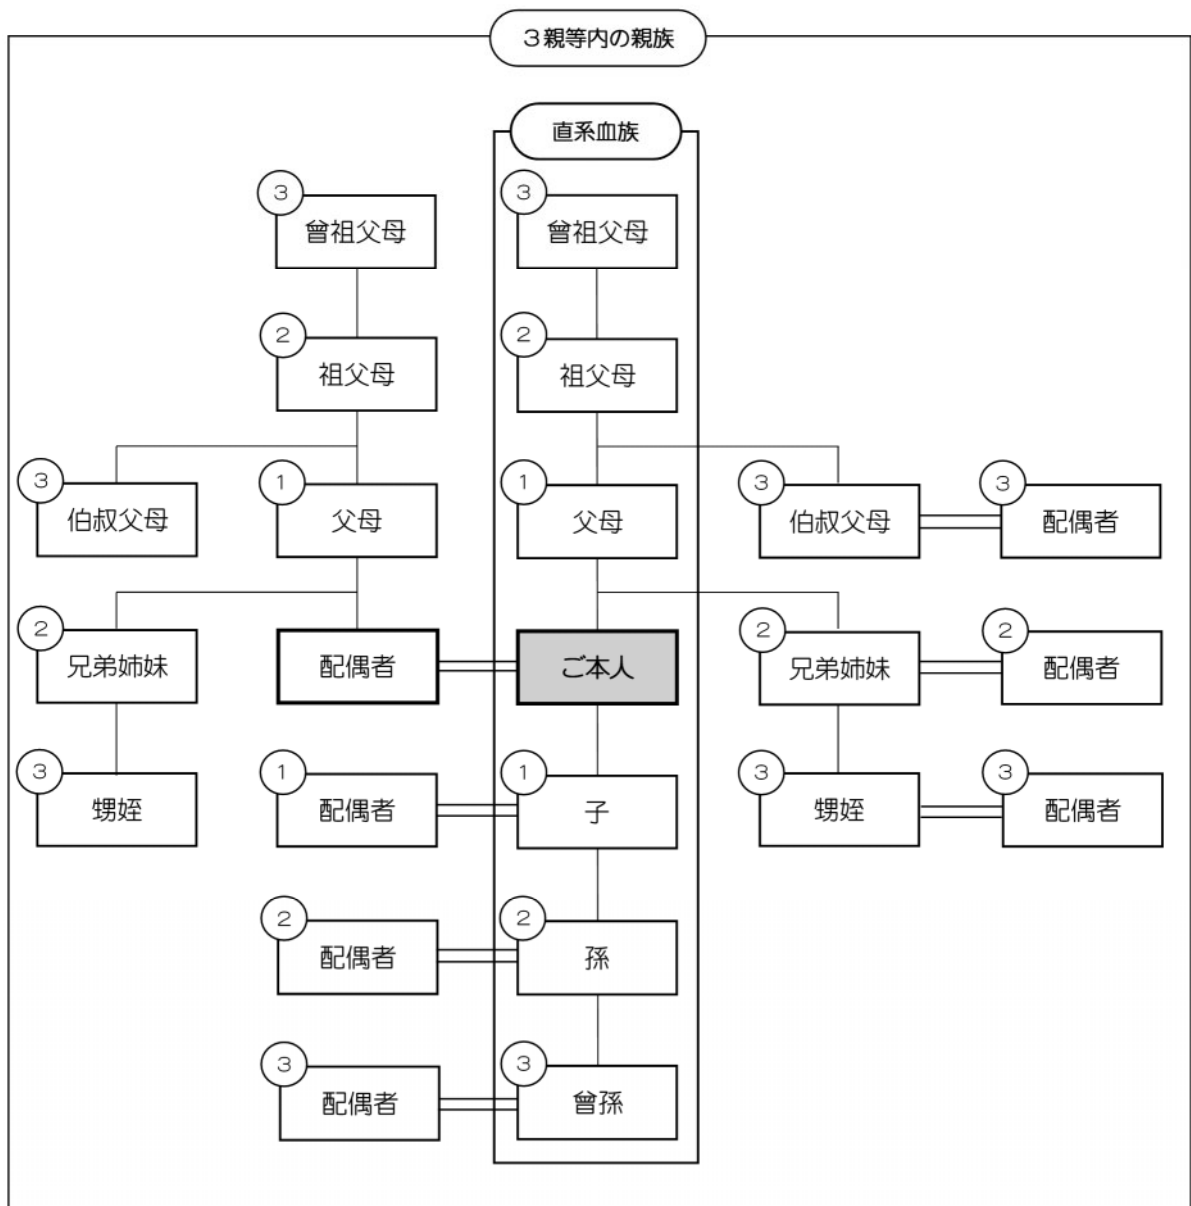 3親等内の親族
直系血族
3
曾祖父母
3
曾祖父母
2
祖父母
2
祖父母
3
伯叔父母
1
父母
1
父母
3
伯叔父母
3
配偶者
2
兄弟姉妹
配偶者
ご本人
2
兄弟姉妹
2
配偶者
3
甥姪
1
配偶者
1
子
3
甥姪
3
配偶者
2
配偶者
2
孫
3
配偶者
3
曾孫